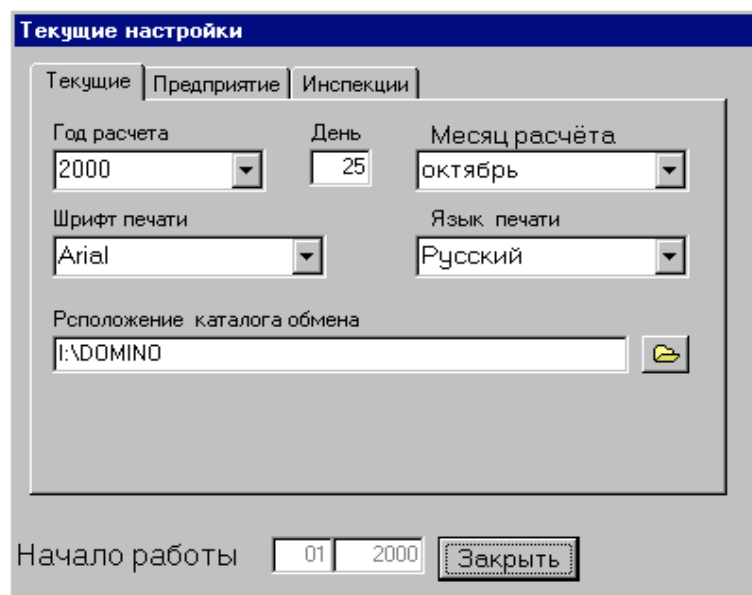 Текущие настройки
Текущие Предприятие Инспекции
Год расчета День Месяц расчёта
2000 25 октябрь
Шрифт печати Язык печати
Arial Русский
Рсположение каталога обмена
I:\DOMINO
Начало работы 01 2000 Закрыть